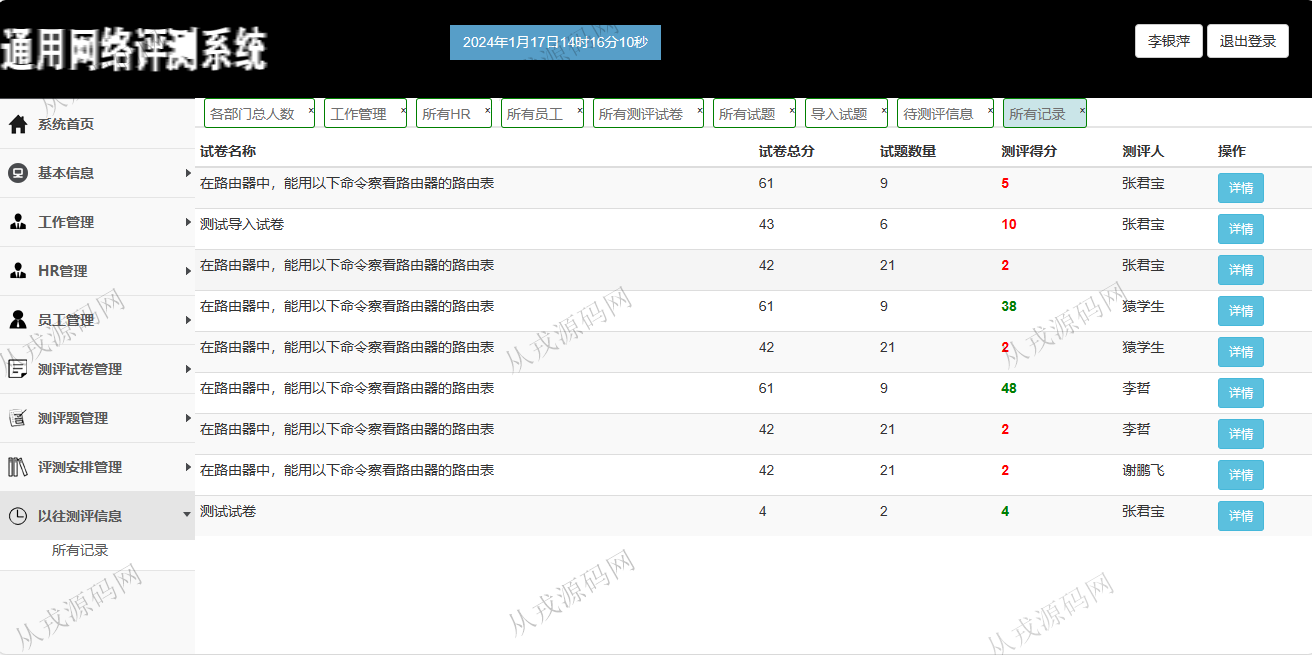 通用网络评测系统
2024年1月17日14时16分10秒
李银萍 退出登录
各部门总人数 × 工作管理 × 所有HR × 所有员工 × 所有测评试卷 × 所有试题 × 导入试题 × 待测评信息 × 所有记录 ×
系统首页
基本信息
工作管理
HR管理
员工管理
测评试卷管理
测评题管理
评测安排管理
以往测评信息
所有记录
试卷名称 试卷总分 试题数量 测评得分 测评人 操作
在路由器中，能用以下命令察看路由器的路由表 61 9 5 张君宝 详情
测试导入试卷 43 6 10 张君宝 详情
在路由器中，能用以下命令察看路由器的路由表 42 21 2 张君宝 详情
在路由器中，能用以下命令察看路由器的路由表 61 9 38 猿学生 详情
在路由器中，能用以下命令察看路由器的路由表 42 21 2 猿学生 详情
在路由器中，能用以下命令察看路由器的路由表 61 9 48 李哲 详情
在路由器中，能用以下命令察看路由器的路由表 42 21 2 李哲 详情
在路由器中，能用以下命令察看路由器的路由表 42 21 2 谢鹏飞 详情
测试试卷 4 2 4 张君宝 详情
从戎源码网
从戎源码网
从戎源码网
从戎源码网
从戎源码网
从戎源码网